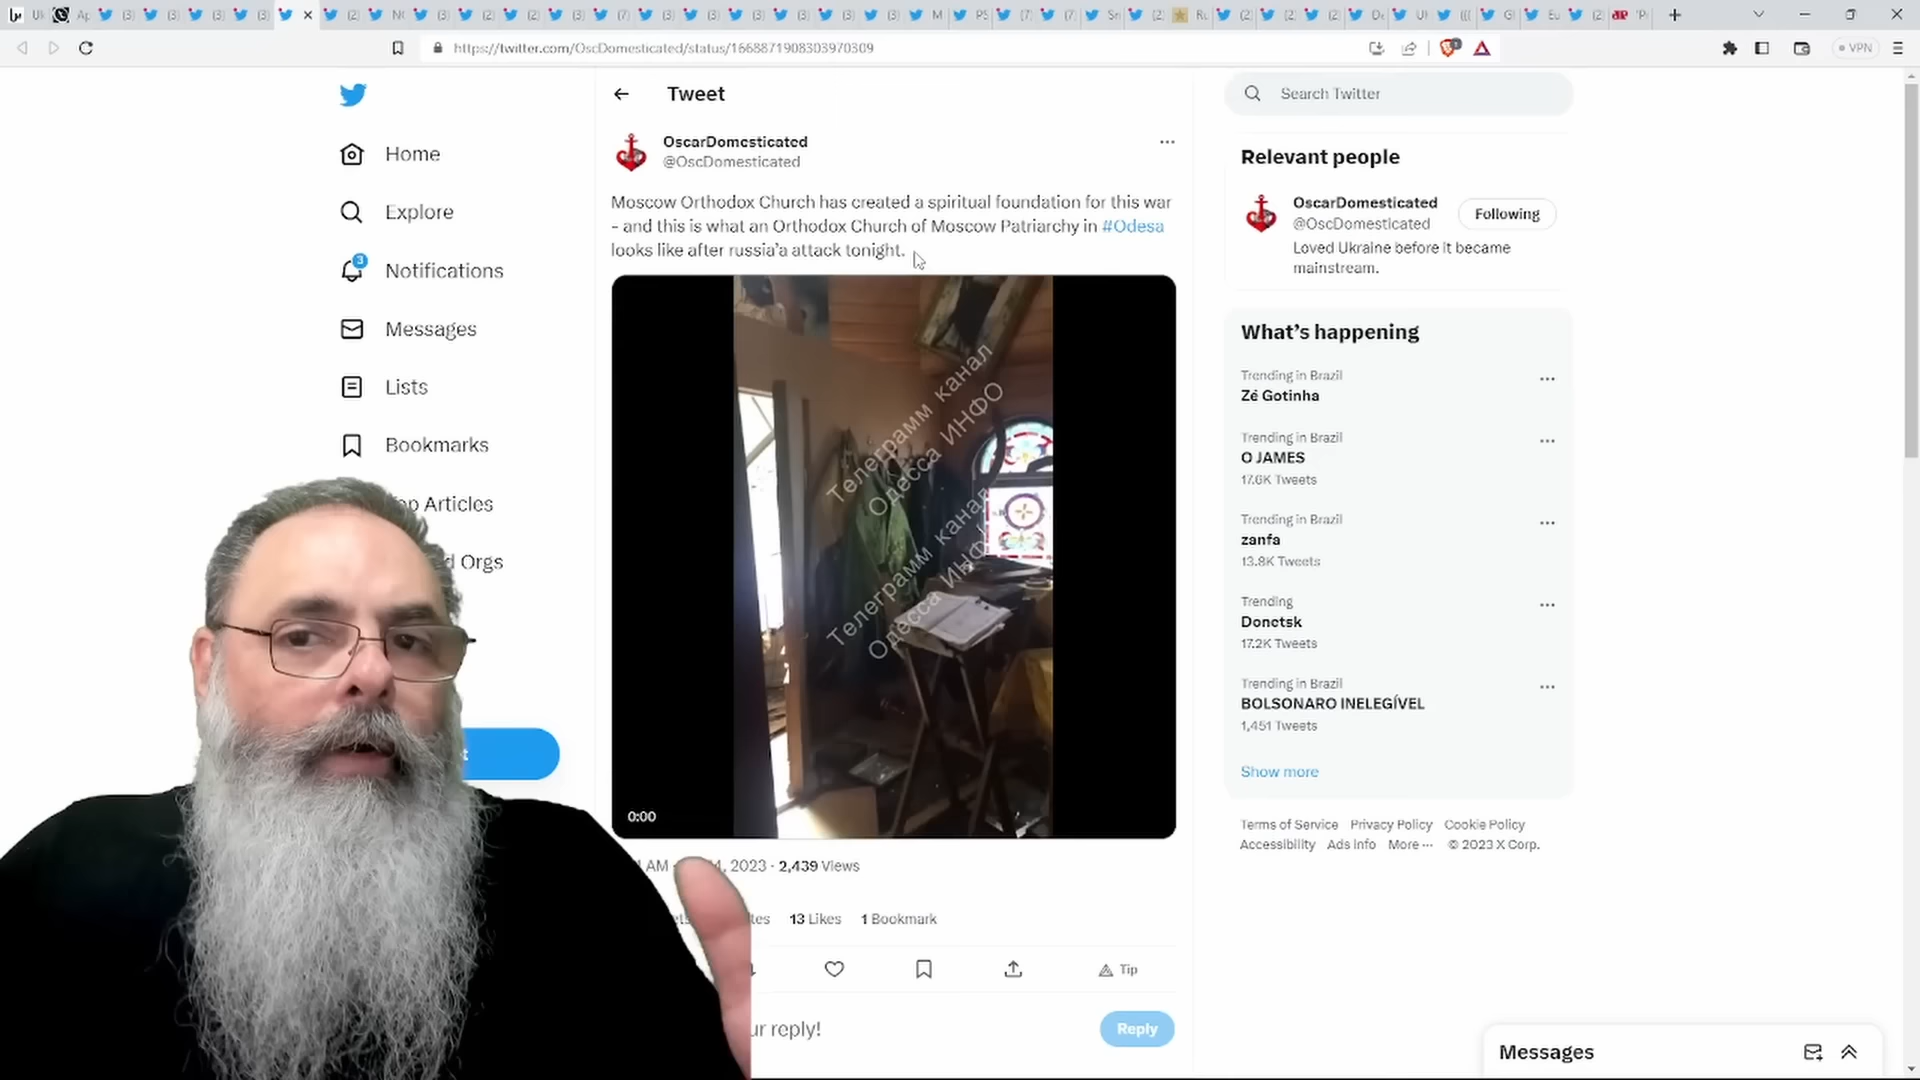 https://twitter.com/OscDomesticated/status/1668871908303970309
VPN
Home
Explore
3
Notifications
Messages
Lists
Bookmarks
op Articles
d Orgs
Tweet
OscarDomesticated
@OscDomesticated
Moscow Orthodox Church has created a spiritual foundation for this war
- and this is what an Orthodox Church of Moscow Patriarchy in #Odesa
looks like after russia'a attack tonight.
Телеграмм канал
Одесса ИНФО
Телеграмм канал
Одесса ИНФО
0:00
AM
, 2023 · 2,439 Views
13 Likes 1 Bookmark
Tip
ur reply!
Reply
Search Twitter
Relevant people
OscarDomesticated
@OscDomesticated
Following
Loved Ukraine before it became
mainstream.
What's happening
Trending in Brazil
Zé Gotinha
Trending in Brazil
O JAMES
17.6K Tweets
Trending in Brazil
zanfa
13.8K Tweets
Trending
Donetsk
17.2K Tweets
Trending in Brazil
BOLSONARO INELEGÍVEL
1,451 Tweets
Show more
Terms of Service Privacy Policy Cookie Policy
Accessibility Ads info More ··· © 2023 X Corp.
Messages